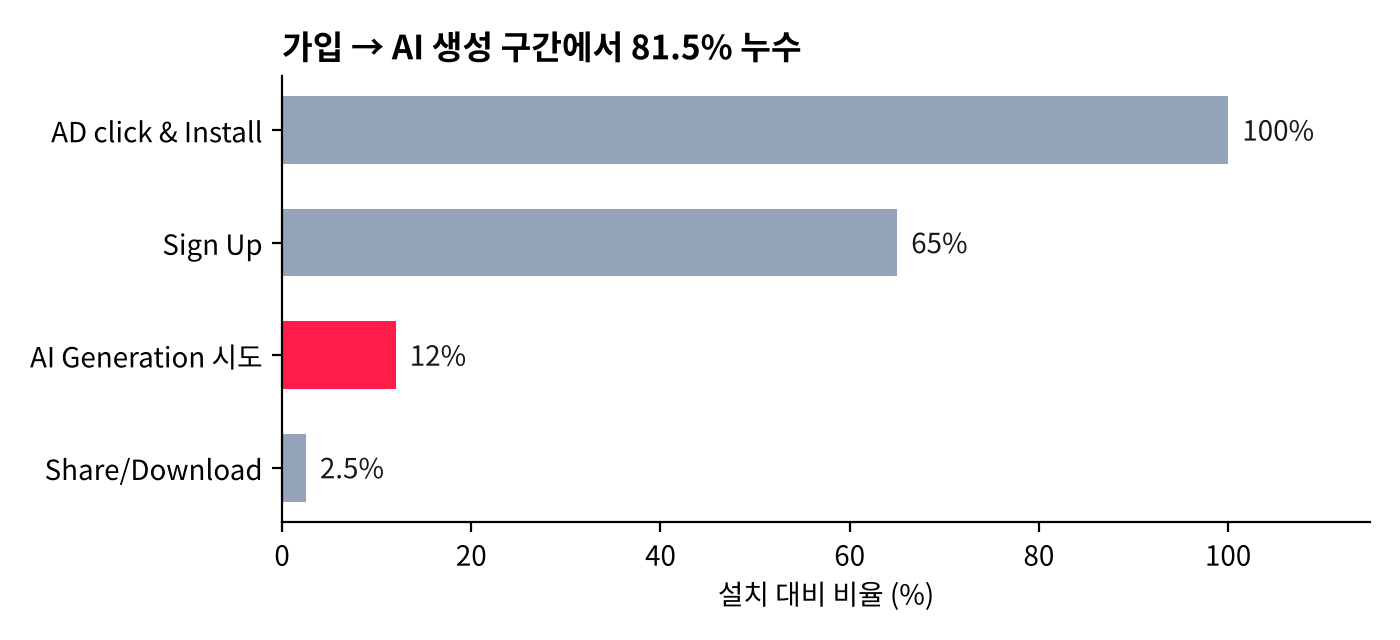 가입 → AI 생성 구간에서 81.5% 누수
AD click & Install
100%
Sign Up
65%
AI Generation 시도
12%
Share/Download
2.5%
0 20 40 60 80 100
설치 대비 비율 (%)